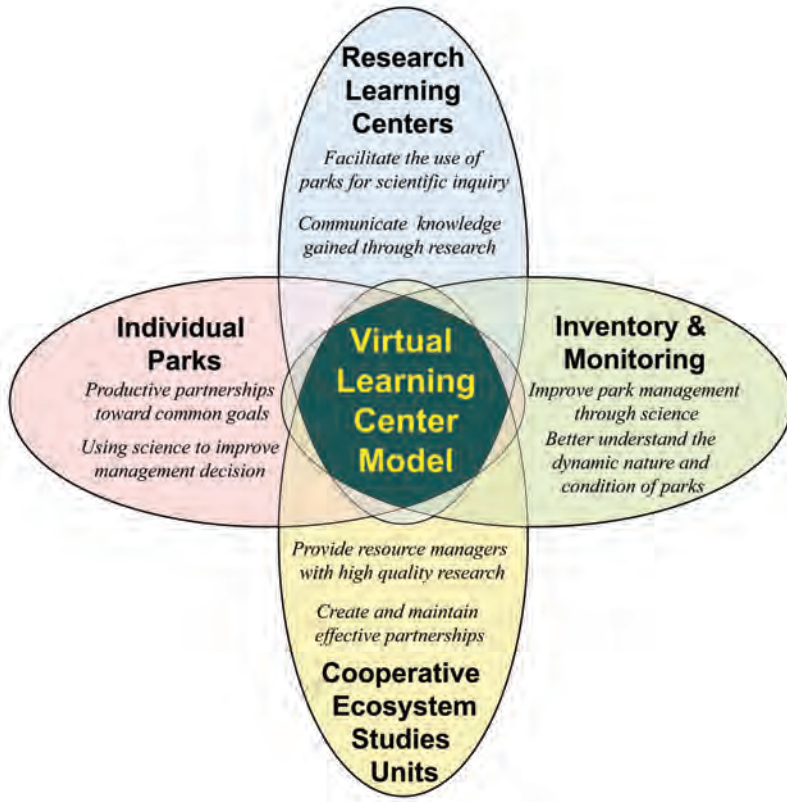 Research
Learning
Centers
Facilitate the use of
parks for scientific inquiry
Communicate knowledge
gained through research
Individual
Parks
Productive partnerships
toward common goals
Using science to improve
management decision
Virtual
Learning
Center
Model
Inventory &
Monitoring
Improve park management
through science
Better understand the
dynamic nature and
condition of parks
Provide resource managers
with high quality research
Create and maintain
effective partnerships
Cooperative
Ecosystem
Studies
Units